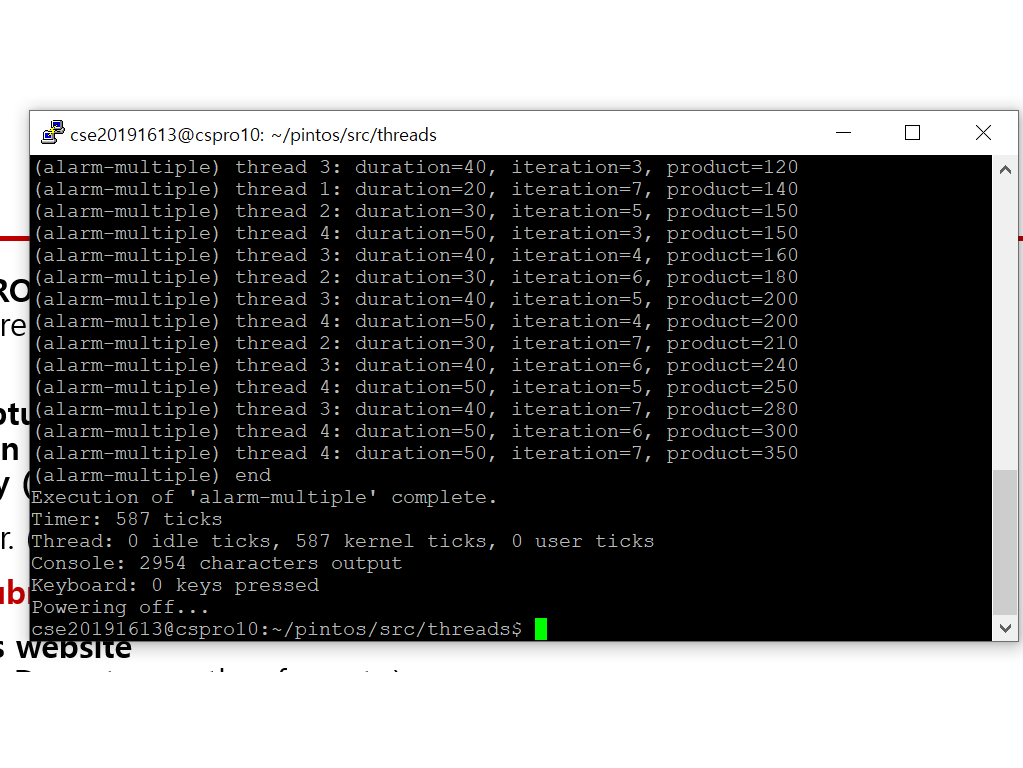 cse20191613@cspro10: ~/pintos/src/threads
(alarm-multiple) thread 3: duration=40, iteration=3, product=120
(alarm-multiple) thread 1: duration=20, iteration=7, product=140
(alarm-multiple) thread 2: duration=30, iteration=5, product=150
(alarm-multiple) thread 4: duration=50, iteration=3, product=150
(alarm-multiple) thread 3: duration=40, iteration=4, product=160
(alarm-multiple) thread 2: duration=30, iteration=6, product=180
(alarm-multiple) thread 3: duration=40, iteration=5, product=200
(alarm-multiple) thread 4: duration=50, iteration=4, product=200
(alarm-multiple) thread 2: duration=30, iteration=7, product=210
(alarm-multiple) thread 3: duration=40, iteration=6, product=240
(alarm-multiple) thread 4: duration=50, iteration=5, product=250
(alarm-multiple) thread 3: duration=40, iteration=7, product=280
(alarm-multiple) thread 4: duration=50, iteration=6, product=300
(alarm-multiple) thread 4: duration=50, iteration=7, product=350
(alarm-multiple) end
Execution of 'alarm-multiple' complete.
Timer: 587 ticks
Thread: 0 idle ticks, 587 kernel ticks, 0 user ticks
Console: 2954 characters output
Keyboard: 0 keys pressed
Powering off...
cse20191613@cspro10:~/pintos/src/threads$
website